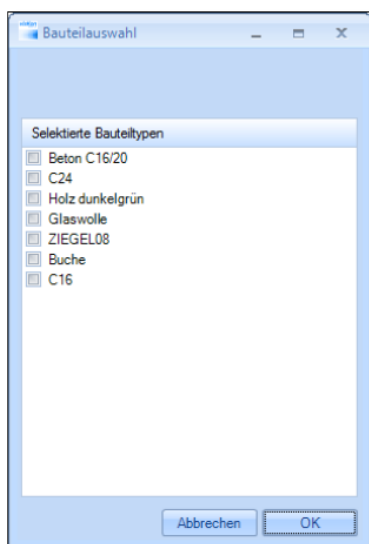 Bauteilauswahl
Selektierte Bauteiltypen
Beton C16/20
C24
Holz dunkelgrün
Glaswolle
ZIEGEL08
Buche
C16
Abbrechen
OK